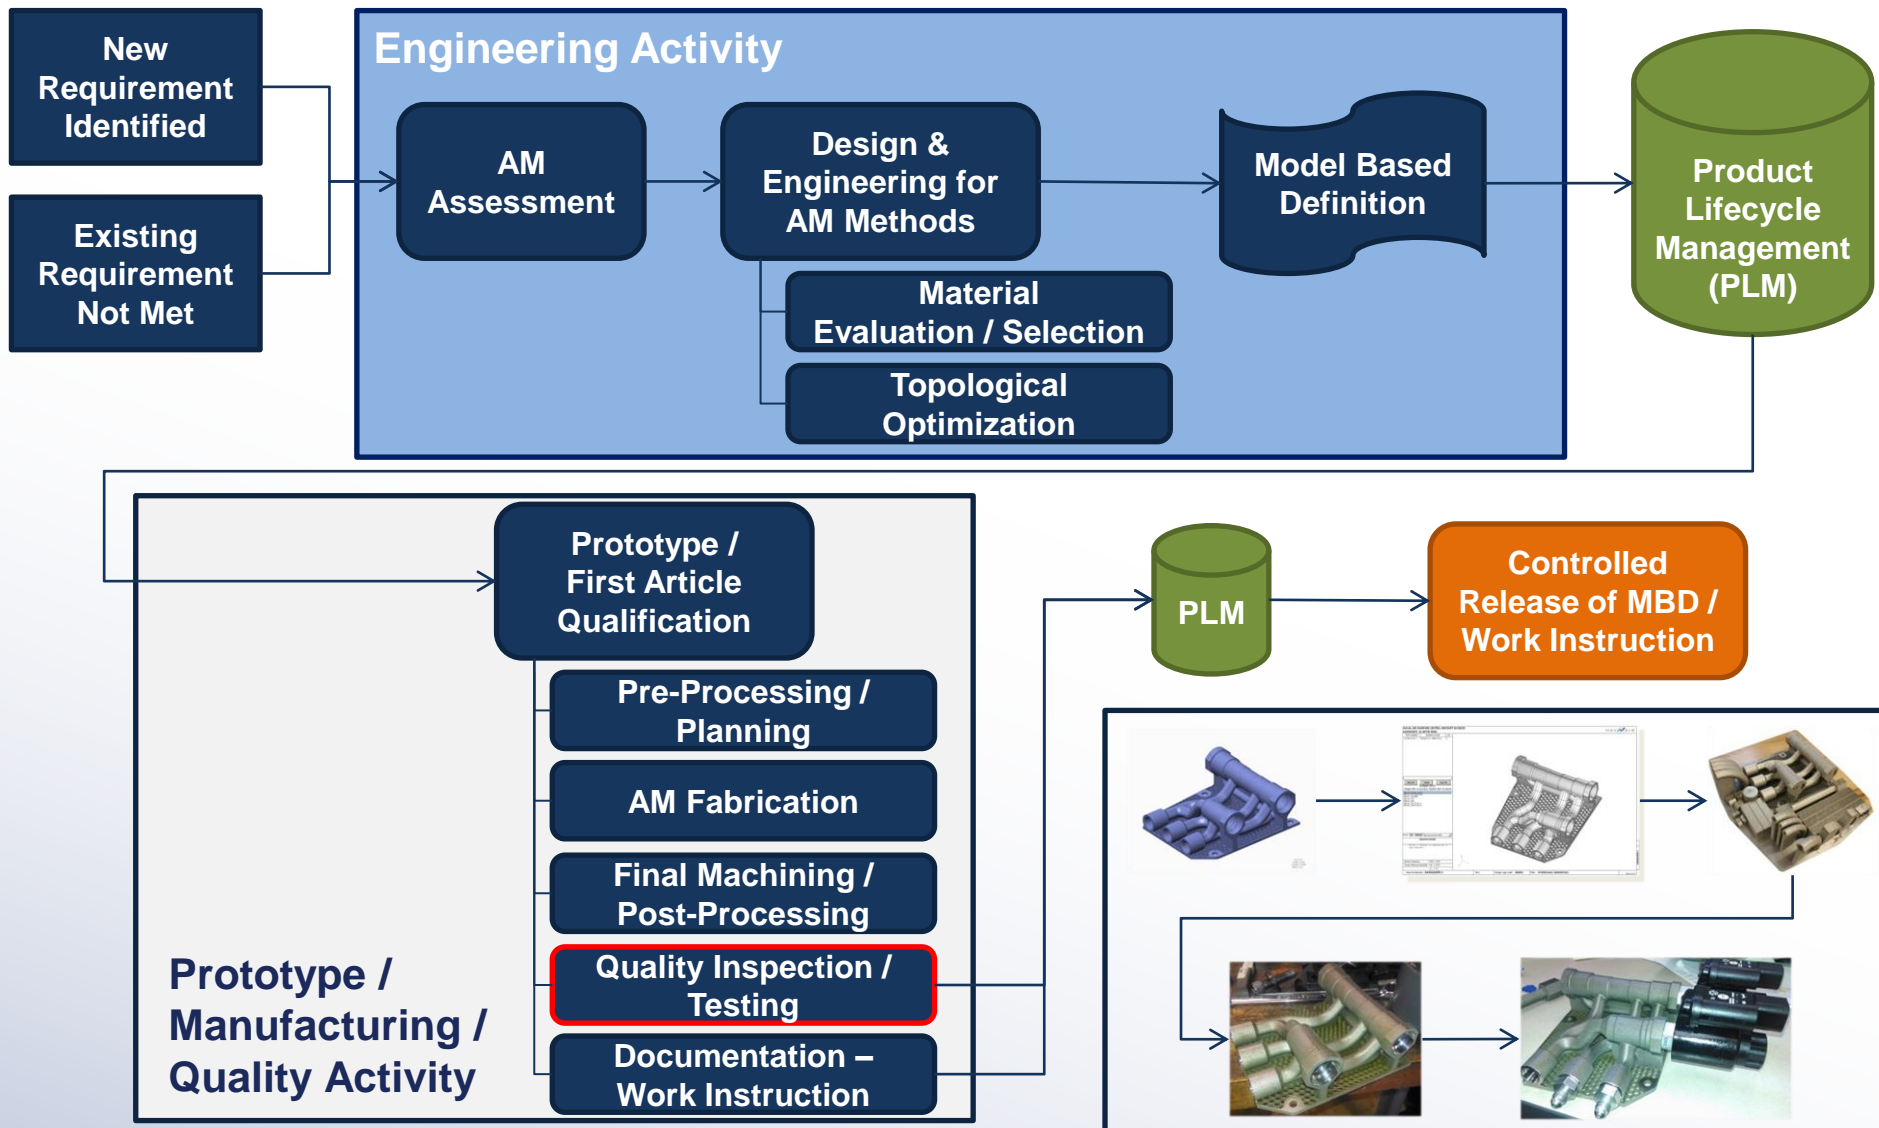 New
Requirement
Identified
Existing
Requirement
Not Met
Engineering Activity
AM
Assessment
Design &
Engineering for
AM Methods
Material
Evaluation / Selection
Topological
Optimization
Model Based
Definition
Product
Lifecycle
Management
(PLM)
Prototype /
First Article
Qualification
Pre-Processing /
Planning
AM Fabrication
Final Machining /
Post-Processing
Quality Inspection /
Testing
Documentation –
Work Instruction
Prototype /
Manufacturing /
Quality Activity
PLM
Controlled
Release of MBD /
Work Instruction